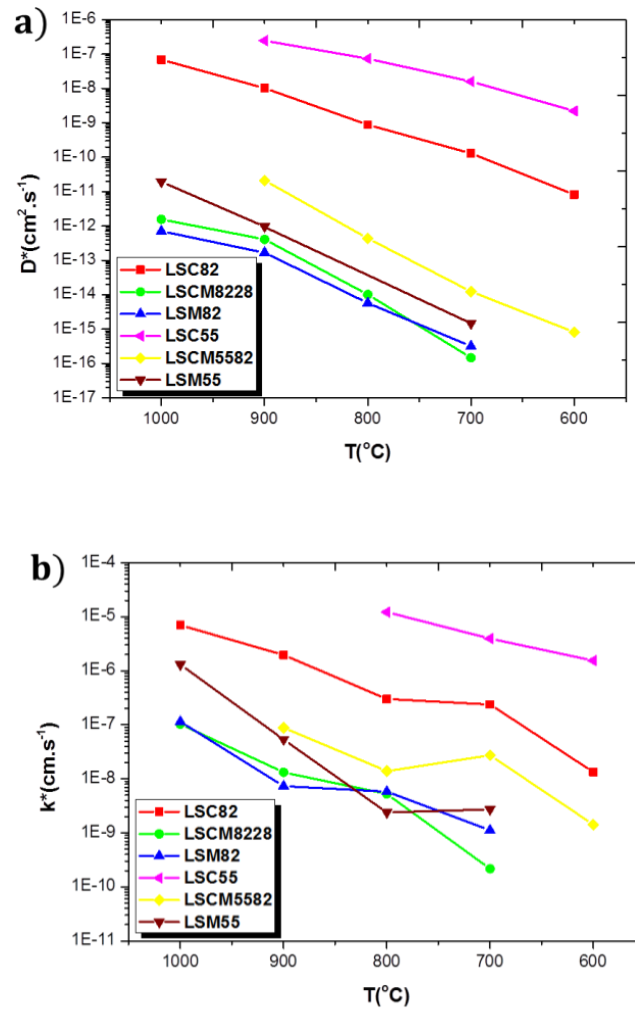 a)
1E-6
1E-7
1E-8
1E-9
1E-10
1E-11
1E-12
1E-13
1E-14
1E-15
1E-16
1E-17
D*(cm².s⁻¹)
LSC82
LSCM8228
LSM82
LSC55
LSCM5582
LSM55
1000 900 800 700 600
T(°C)
b)
1E-4
1E-5
1E-6
1E-7
1E-8
1E-9
1E-10
1E-11
k*(cm.s⁻¹)
LSC82
LSCM8228
LSM82
LSC55
LSCM5582
LSM55
1000 900 800 700 600
T(°C)